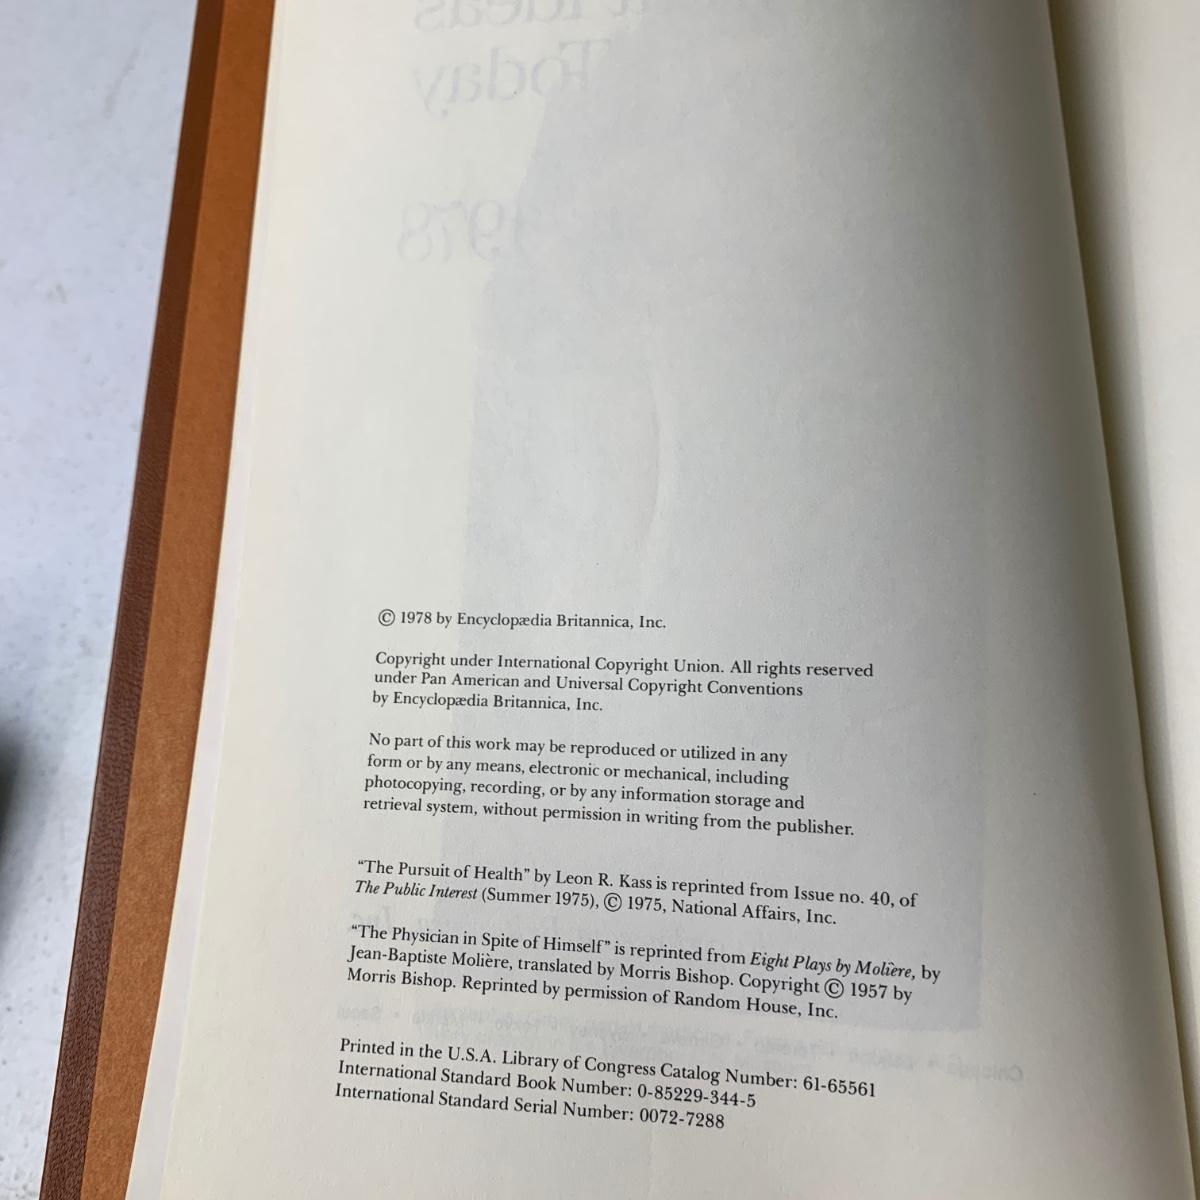 Ideas
Today
1978
© 1978 by Encyclopædia Britannica, Inc.
Copyright under International Copyright Union. All rights reserved
under Pan American and Universal Copyright Conventions
by Encyclopædia Britannica, Inc.
No part of this work may be reproduced or utilized in any
form or by any means, electronic or mechanical, including
photocopying, recording, or by any information storage and
retrieval system, without permission in writing from the publisher.
“The Pursuit of Health” by Leon R. Kass is reprinted from Issue no. 40, of
The Public Interest (Summer 1975), © 1975, National Affairs, Inc.
“The Physician in Spite of Himself” is reprinted from Eight Plays by Molière, by
Jean-Baptiste Molière, translated by Morris Bishop. Copyright © 1957 by
Morris Bishop. Reprinted by permission of Random House, Inc.
Printed in the U.S.A. Library of Congress Catalog Number: 61-65561
International Standard Book Number: 0-85229-344-5
International Standard Serial Number: 0072-7288